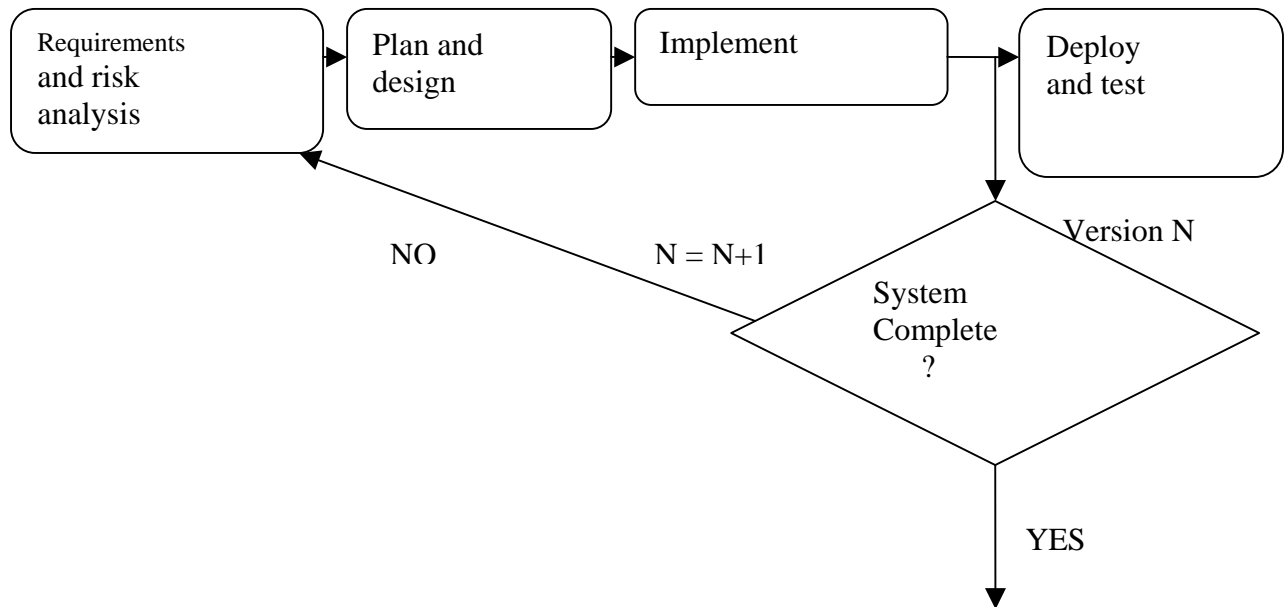 Requirements
and risk
analysis
Plan and
design
Implement
Deploy
and test
Version N
NO
N = N+1
System
Complete
?
YES